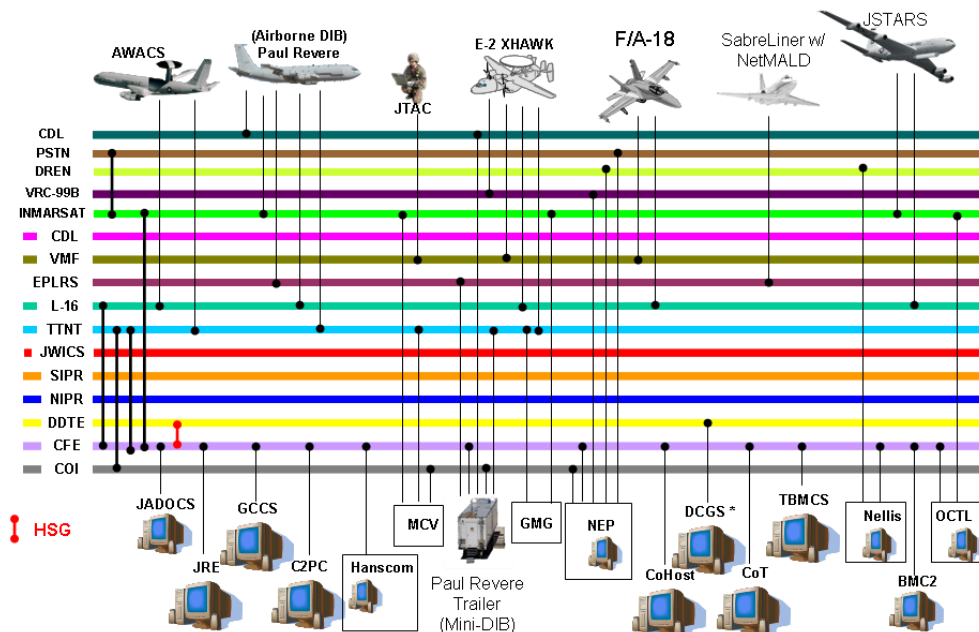 (Airborne DIB)
Paul Revere
AWACS
JTAC
E-2 XHAWK
F/A-18
SabreLiner w/
NetMALD
JSTARS
CDL
PSTN
DREN
VRC-99B
INMARSAT
CDL
VMF
EPLRS
L-16
TTNT
JWICS
SIPR
NIPR
DDTE
CFE
COI
HSG
JADOCS
JRE
GCCS
C2PC
Hanscom
MCV
Paul Revere
Trailer
(Mini-DIB)
GMG
NEP
CoHost
DCGS *
CoT
TBMCS
Nellis
BMC2
OCTL